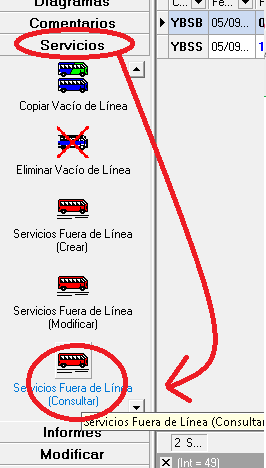 Diagramas
Comentarios
Servicios
Copiar Vacío de Línea
Eliminar Vacío de Línea
Servicios Fuera de Línea
(Crear)
Servicios Fuera de Línea
(Modificar)
Servicios Fuera de Línea
(Consultar)
Servicios Fuera de Línea (Consultar
Informes
Modificar
C...
Fe...
YBSB 05/09... 0
YBSS 05/09... 1
2 S...
(Int = 49)